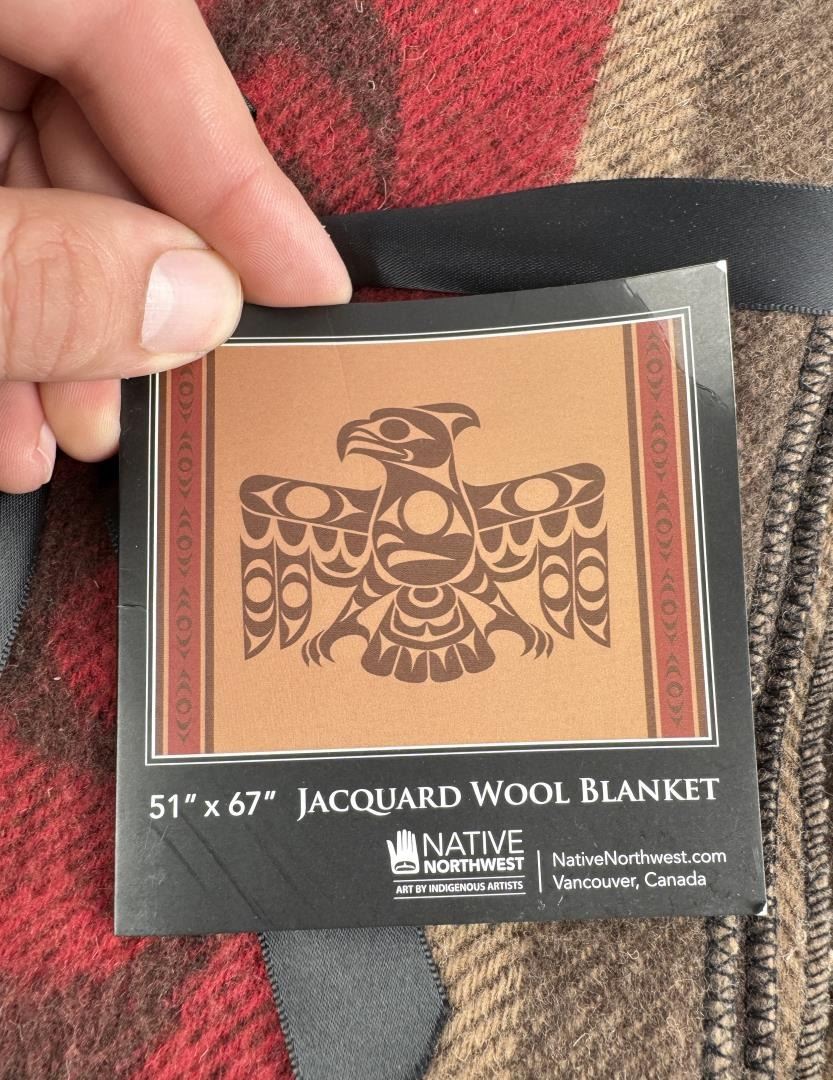 51" x 67" JACQUARD WOOL BLANKET
NATIVE
NORTHWEST
ART BY INDIGENOUS ARTISTS
NativeNorthwest.com
Vancouver, Canada